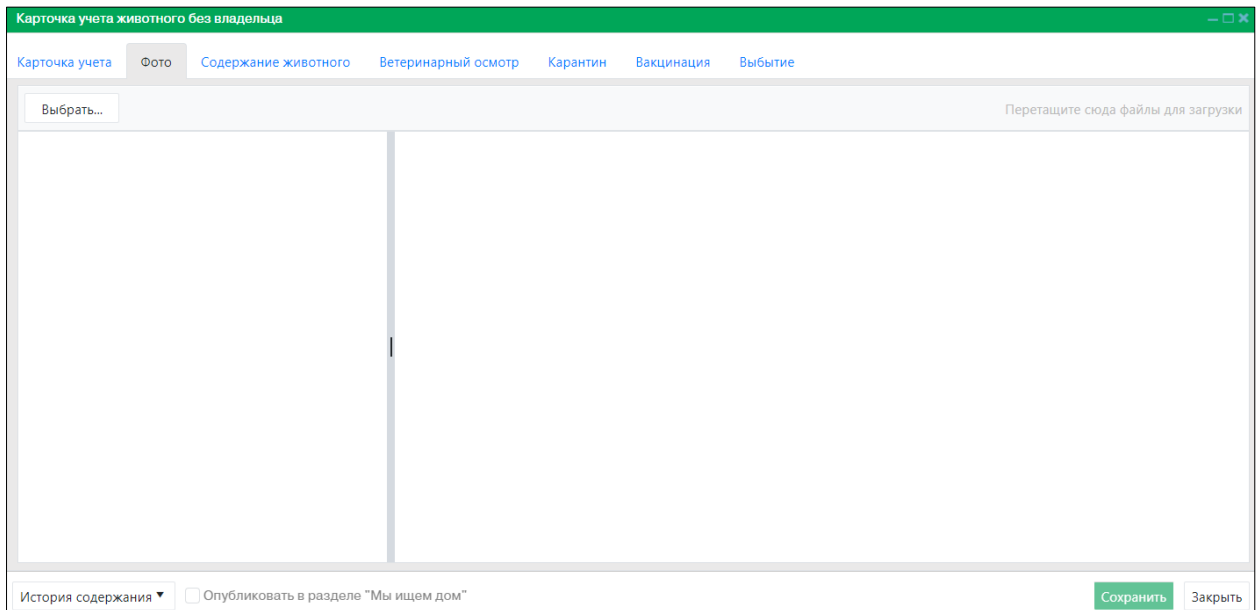 Карточка учета животного без владельца
Карточка учета Фото Содержание животного Ветеринарный осмотр Карантин Вакцинация Выбытие
Выбрать... Перетащите сюда файлы для загрузки
История содержания Опубликовать в разделе "Мы ищем дом" Сохранить Закрыть